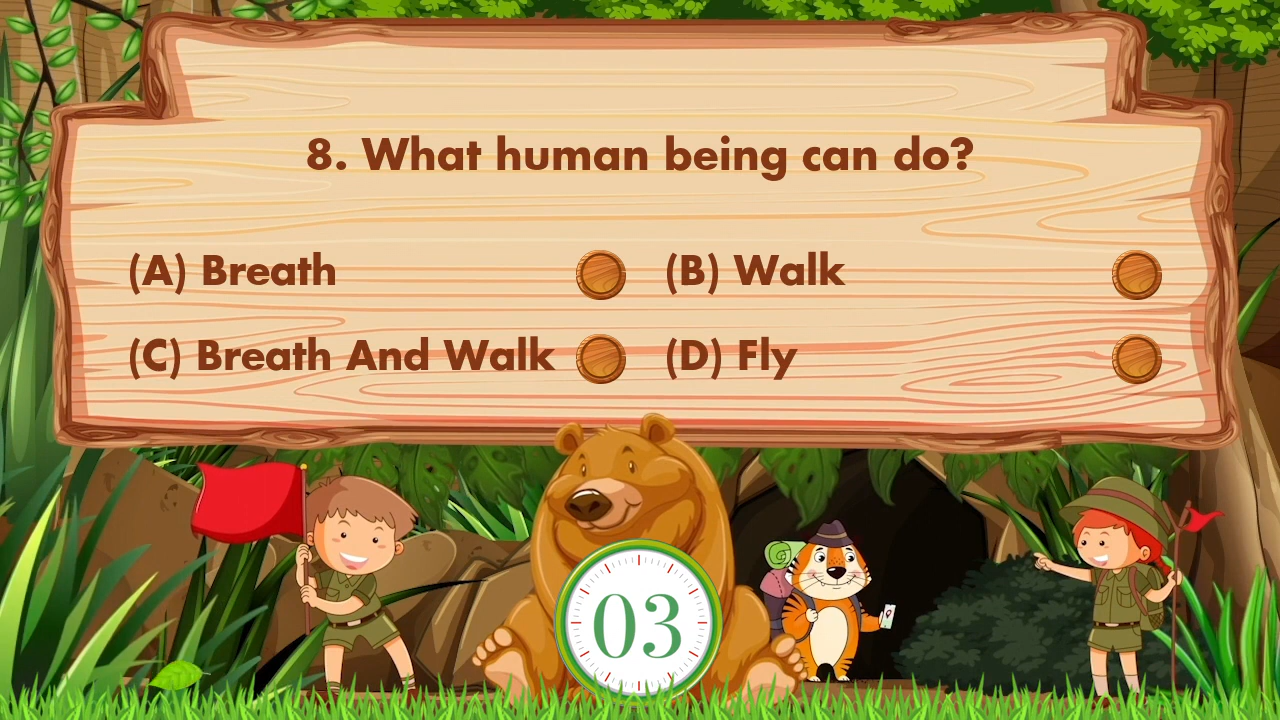 8. What human being can do?
(A) Breath
(B) Walk
(C) Breath And Walk
(D) Fly
03